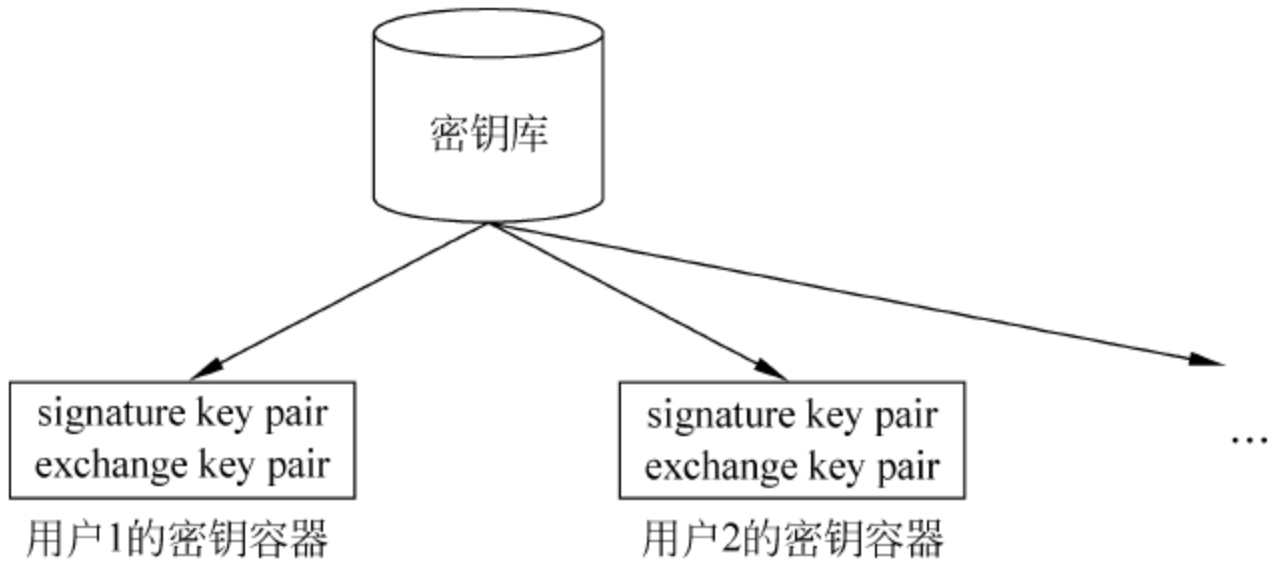 密钥库
signature key pair
exchange key pair
用户1的密钥容器
signature key pair
exchange key pair
用户2的密钥容器
...